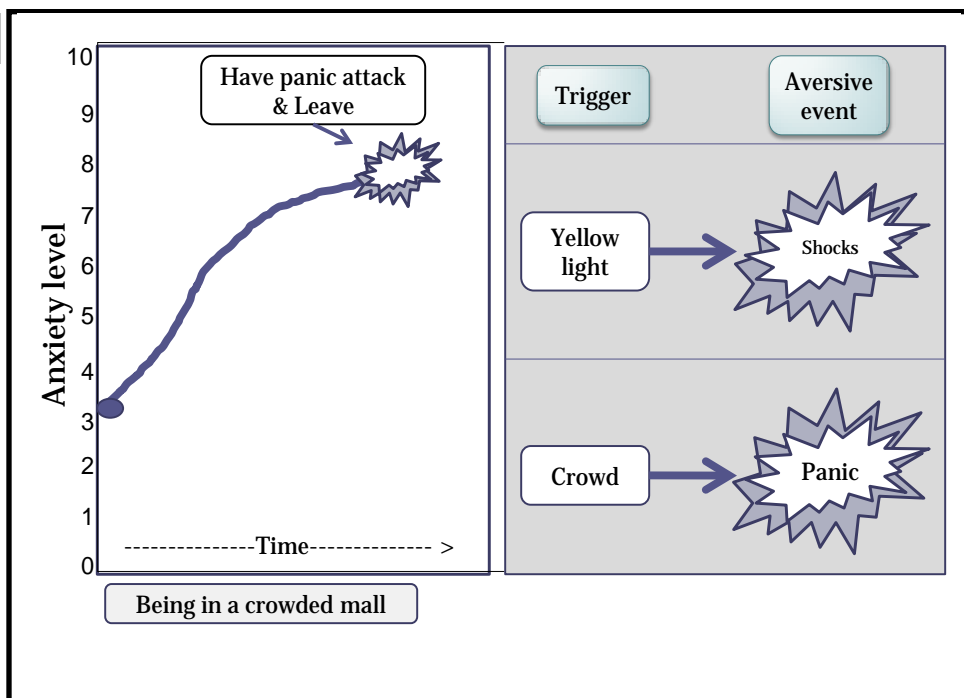 10
9
8
7
6
5
4
3
2
1
0
Anxiety level
Have panic attack
& Leave
---------------Time-------------- >
Being in a crowded mall
Trigger
Aversive
event
Yellow
light
Shocks
Crowd
Panic